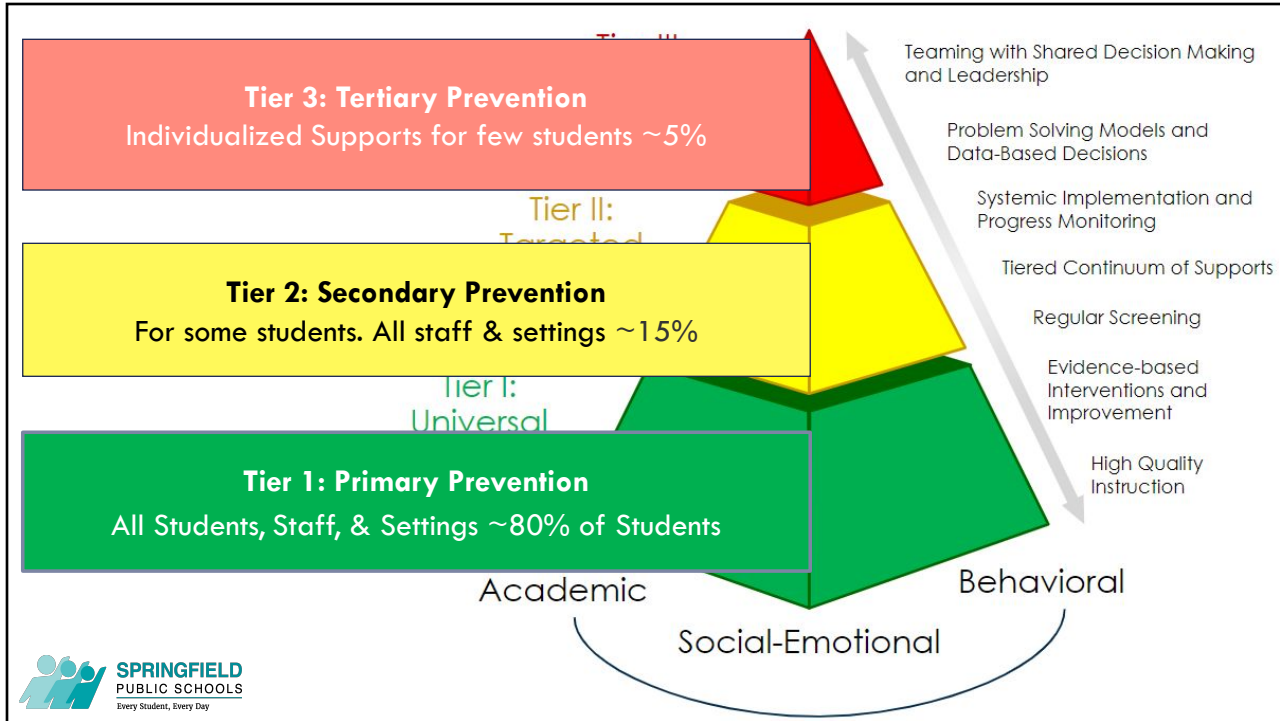 Tier 3: Tertiary Prevention
Individualized Supports for few students ~5%
Tier II:
Targeted
Tier 2: Secondary Prevention
For some students. All staff & settings ~15%
Tier I:
Universal
Tier 1: Primary Prevention
All Students, Staff, & Settings ~80% of Students
Teaming with Shared Decision Making
and Leadership
Problem Solving Models and
Data-Based Decisions
Systemic Implementation and
Progress Monitoring
Tiered Continuum of Supports
Regular Screening
Evidence-based
Interventions and
Improvement
High Quality
Instruction
Academic
Behavioral
Social-Emotional
SPRINGFIELD
PUBLIC SCHOOLS
Every Student, Every Day